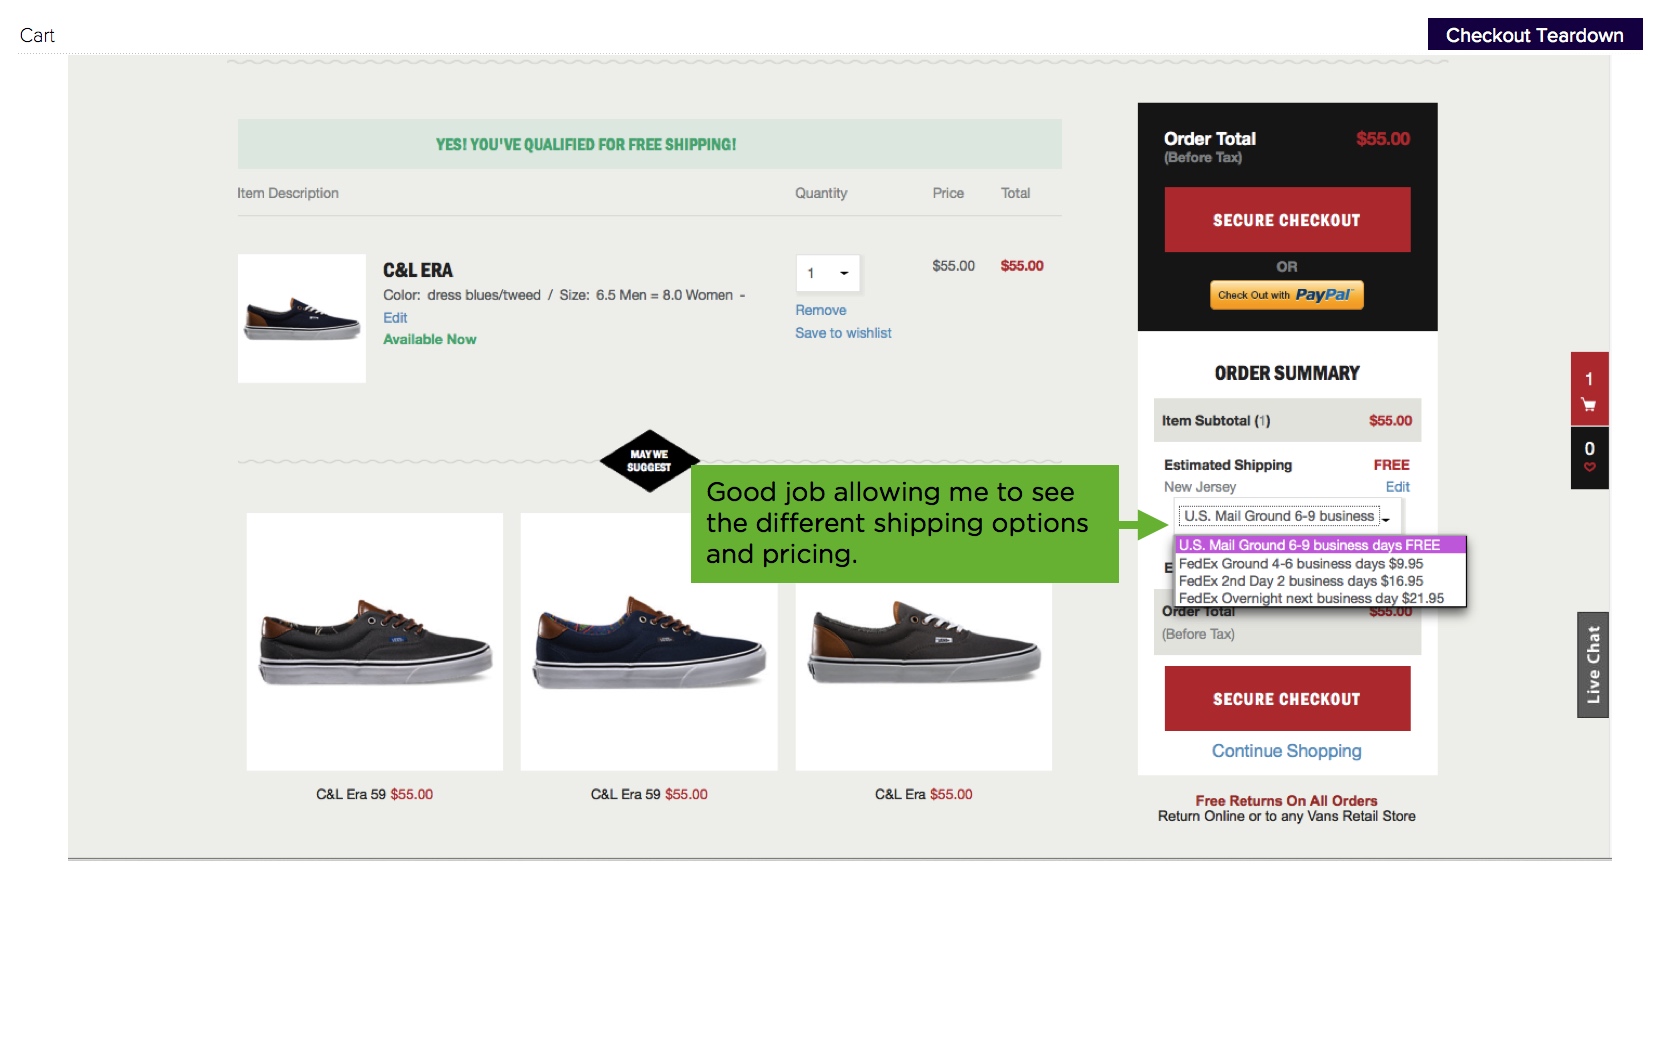 Cart
Checkout Teardown
YES! YOU'VE QUALIFIED FOR FREE SHIPPING!
Item Description
Quantity
Price
Total
C&L ERA
Color: dress blues/tweed / Size: 6.5 Men = 8.0 Women -
Edit
Available Now
1
Remove
Save to wishlist
$55.00
$55.00
MAY WE
SUGGEST
Good job allowing me to see
the different shipping options
and pricing.
C&L Era 59 $55.00
C&L Era 59 $55.00
C&L Era $55.00
Order Total
$55.00
(Before Tax)
SECURE CHECKOUT
OR
Check Out with PayPal
ORDER SUMMARY
Item Subtotal (1)
$55.00
Estimated Shipping
FREE
New Jersey
Edit
U.S. Mail Ground 6-9 business
U.S. Mail Ground 6-9 business days FREE
FedEx Ground 4-6 business days $9.95
FedEx 2nd Day 2 business days $16.95
FedEx Overnight next business day $21.95
Order Total
$55.00
(Before Tax)
SECURE CHECKOUT
Continue Shopping
Free Returns On All Orders
Return Online or to any Vans Retail Store
1
0
Live Chat